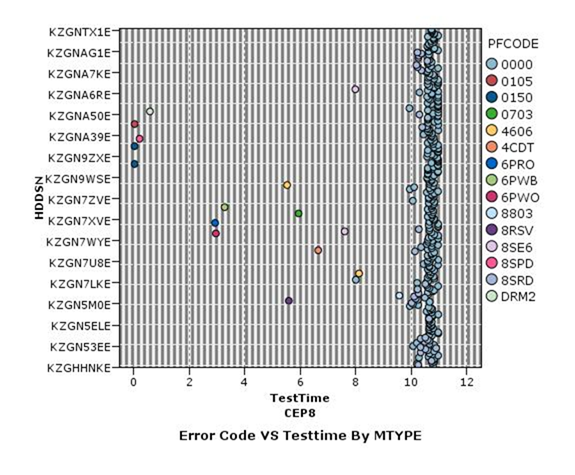 KZGNTX1E
KZGNAG1E
KZGNA7KE
KZGNA6RE
KZGNA50E
KZGNA39E
KZGN9ZXE
KZGN9WSE
KZGN7ZVE
KZGN7XVE
KZGN7WYE
KZGN7U8E
KZGN7LKE
KZGN5M0E
KZGN5ELE
KZGN53EE
KZGHHNKE
HDDSN
0 2 4 6 8 10 12
TestTime
CEP8
PFCODE
0000
0105
0150
0703
4606
4CDT
6PRO
6PWB
6PWO
8803
8RSV
8SE6
8SPD
8SRD
DRM2
Error Code VS Testtime By MTYPE